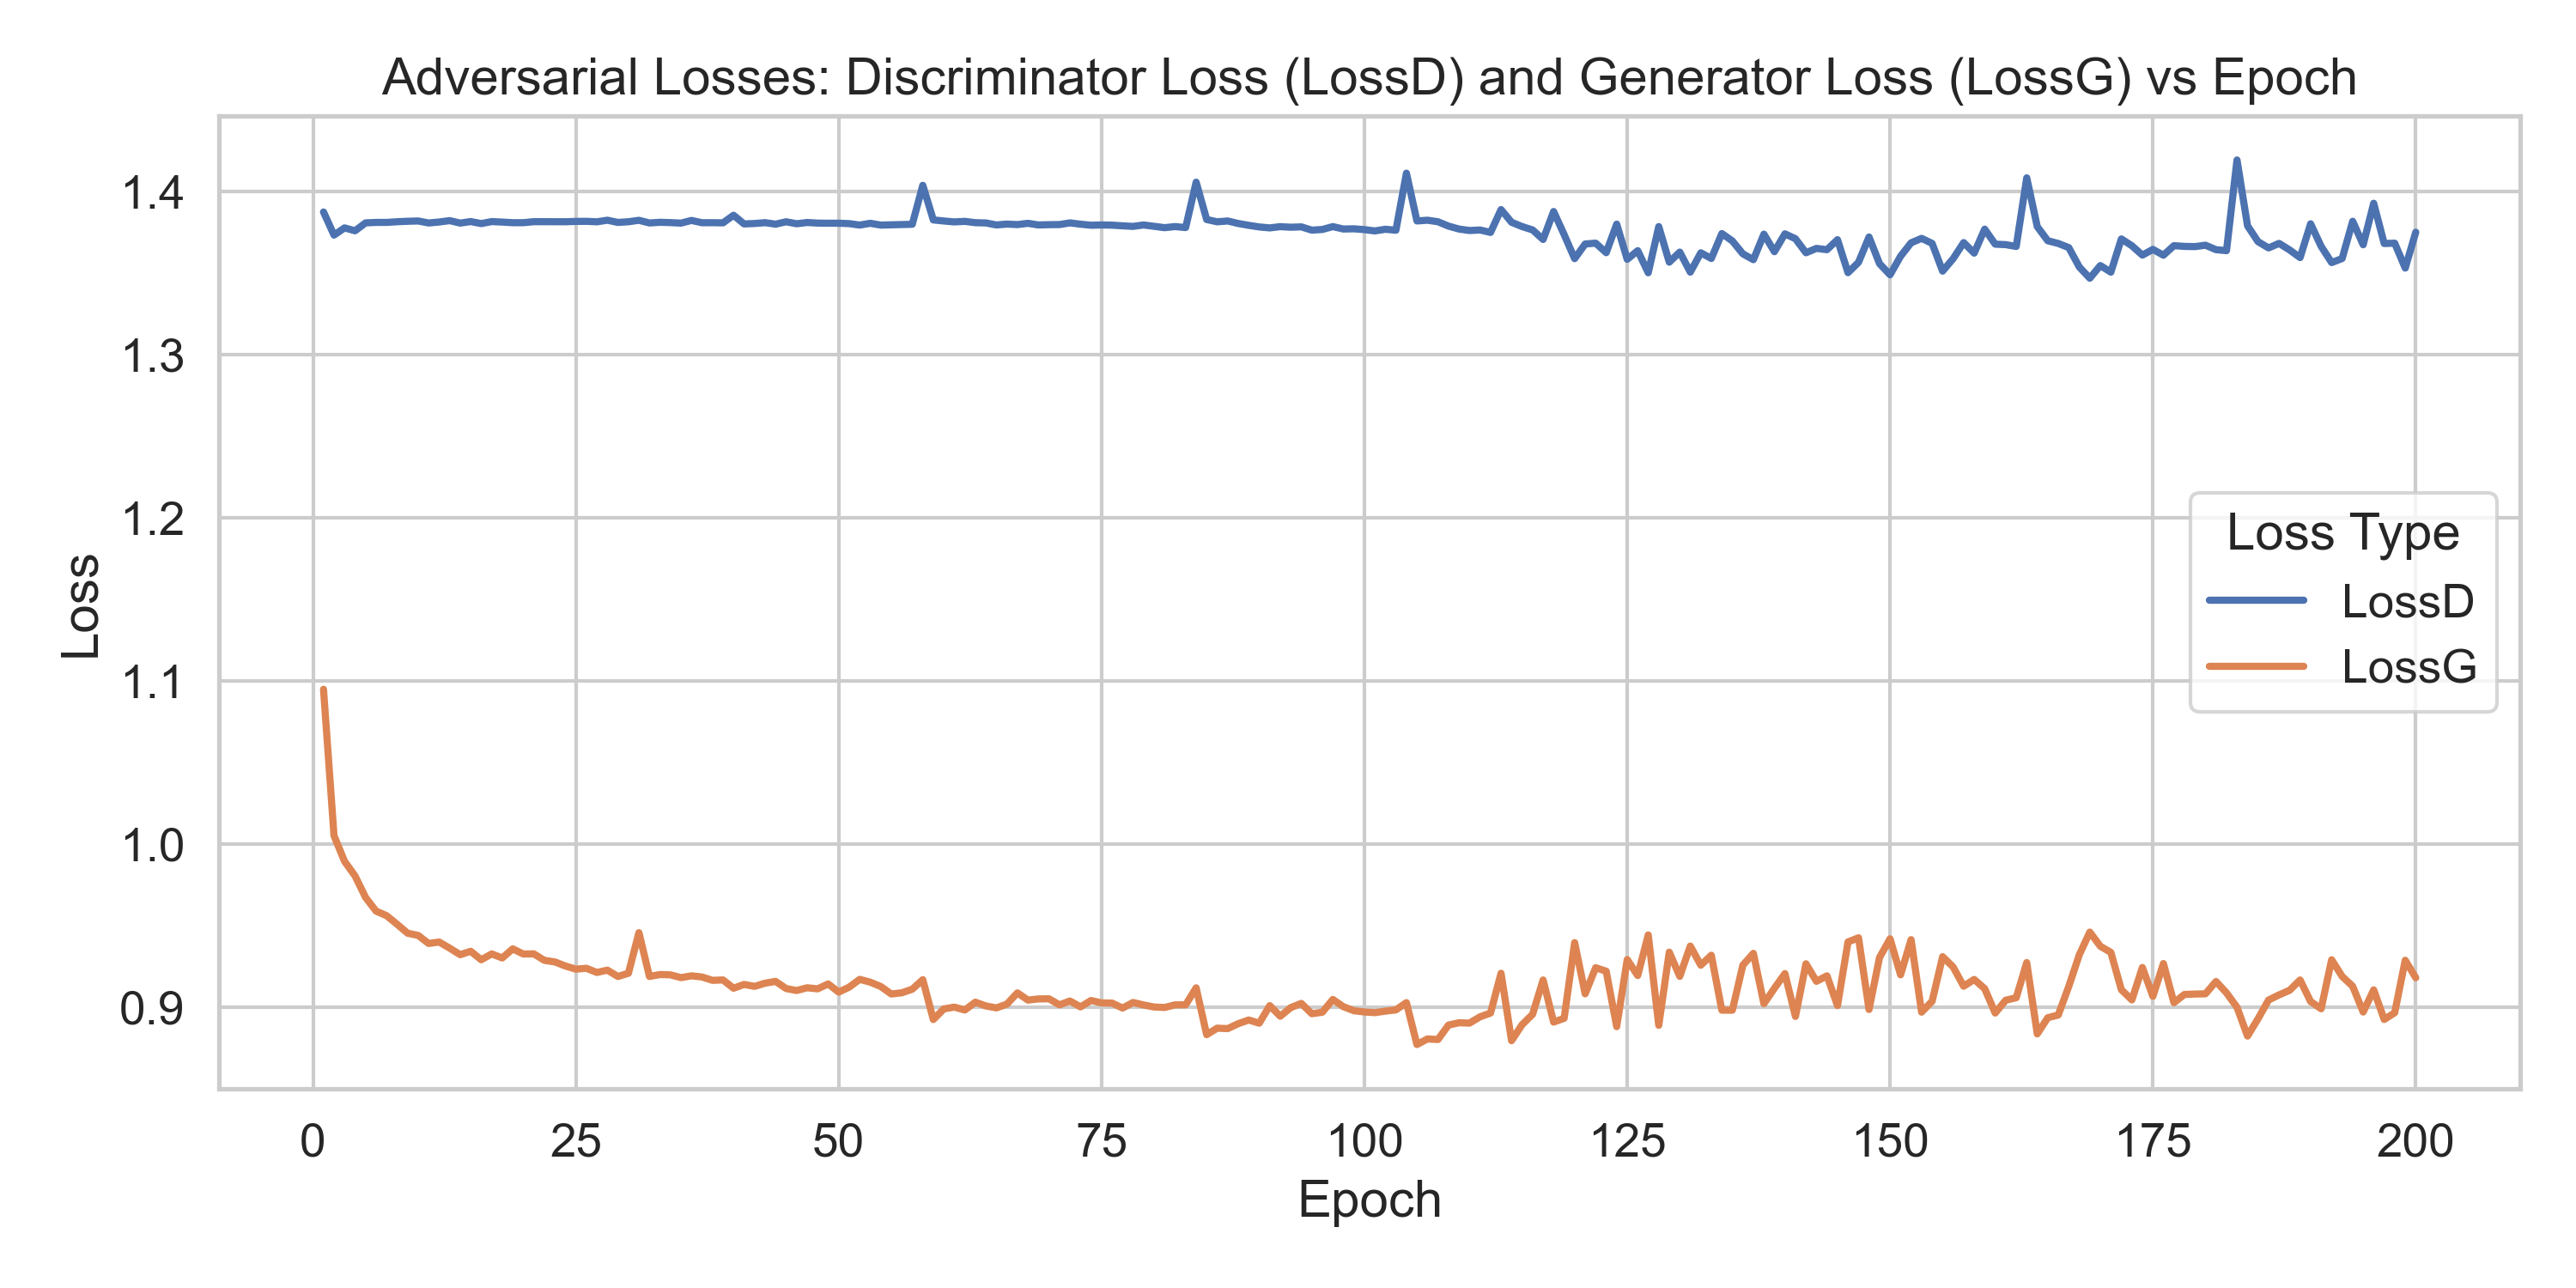 Adversarial Losses: Discriminator Loss (LossD) and Generator Loss (LossG) vs Epoch
1.4
1.3
1.2
1.1
1.0
0.9
Loss
Loss Type
LossD
LossG
0 25 50 75 100 125 150 175 200
Epoch